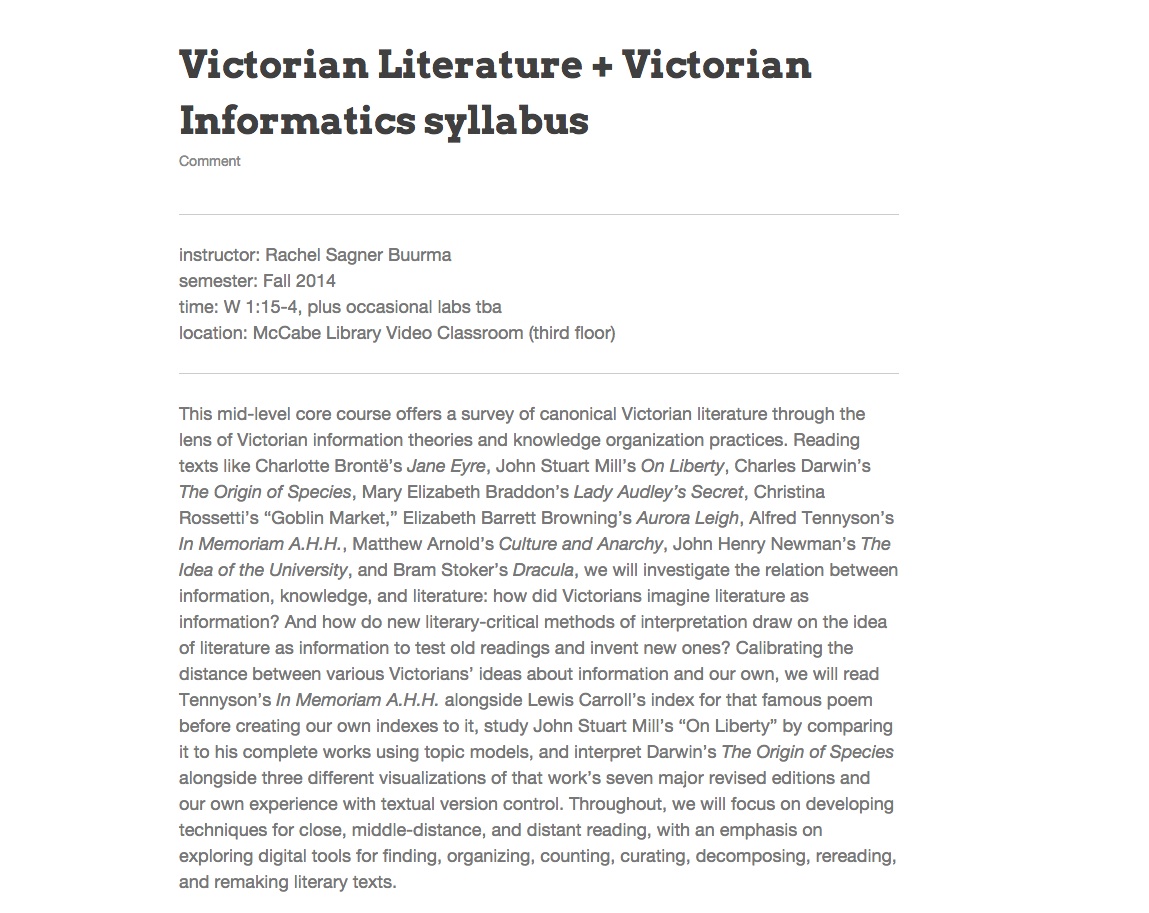 Victorian Literature + Victorian
Informatics syllabus
Comment
instructor: Rachel Sagner Buurma
semester: Fall 2014
time: W 1:15-4, plus occasional labs tba
location: McCabe Library Video Classroom (third floor)
This mid-level core course offers a survey of canonical Victorian literature through the
lens of Victorian information theories and knowledge organization practices. Reading
texts like Charlotte Brontë’s Jane Eyre, John Stuart Mill’s On Liberty, Charles Darwin’s
The Origin of Species, Mary Elizabeth Braddon’s Lady Audley’s Secret, Christina
Rossetti’s “Goblin Market,” Elizabeth Barrett Browning’s Aurora Leigh, Alfred Tennyson’s
In Memoriam A.H.H., Matthew Arnold’s Culture and Anarchy, John Henry Newman’s The
Idea of the University, and Bram Stoker’s Dracula, we will investigate the relation between
information, knowledge, and literature: how did Victorians imagine literature as
information? And how do new literary-critical methods of interpretation draw on the idea
of literature as information to test old readings and invent new ones? Calibrating the
distance between various Victorians’ ideas about information and our own, we will read
Tennyson’s In Memoriam A.H.H. alongside Lewis Carroll’s index for that famous poem
before creating our own indexes to it, study John Stuart Mill’s “On Liberty” by comparing
it to his complete works using topic models, and interpret Darwin’s The Origin of Species
alongside three different visualizations of that work’s seven major revised editions and
our own experience with textual version control. Throughout, we will focus on developing
techniques for close, middle-distance, and distant reading, with an emphasis on
exploring digital tools for finding, organizing, counting, curating, decomposing, rereading,
and remaking literary texts.